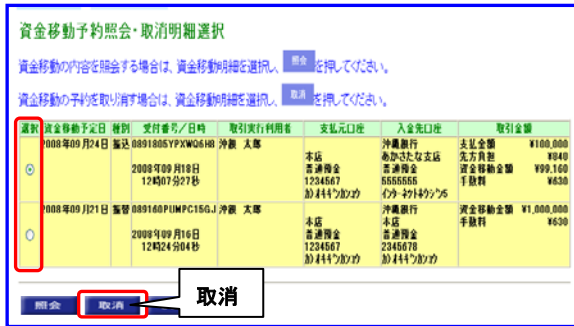 資金移動予約照会・取消明細選択
資金移動の内容を照会する場合は、資金移動明細を選択し、 照会 を押してください。
資金移動の予約を取り消す場合は、資金移動明細を選択し、 取消 を押してください。
選択 資金移動予定日 種別 受付番号/日時 取引実行利用者 支払元口座 入金先口座 取引金額
2008年09月24日 振込 0891805YPXWQ6H8 沖縄 太郎 沖縄銀行 支払金額 ¥100,000
本店 あかさたな支店 先方負担 ¥840
2008年09月18日 普通預金 普通預金 資金移動金額 ¥99,160
12時07分27秒 1234567 5555555 手数料 ¥630
2008年09月21日 振替 089160PUMPC15GJ 沖縄 太郎 沖縄銀行 資金移動金額 ¥1,000,000
本店 本店 手数料 ¥630
2008年09月16日 普通預金 普通預金
12時24分04秒 1234567 2345678
照会 取消 取消